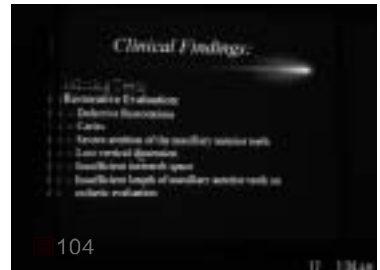 Clinical Findings:
Restorative Evaluation:
Defective Restorations
Caries
Severe erosion of the maxillary anterior teeth
Loss vertical dimension
Insufficient interarch space
Insufficient length of maxillary anterior teeth on
esthetic evaluation
104